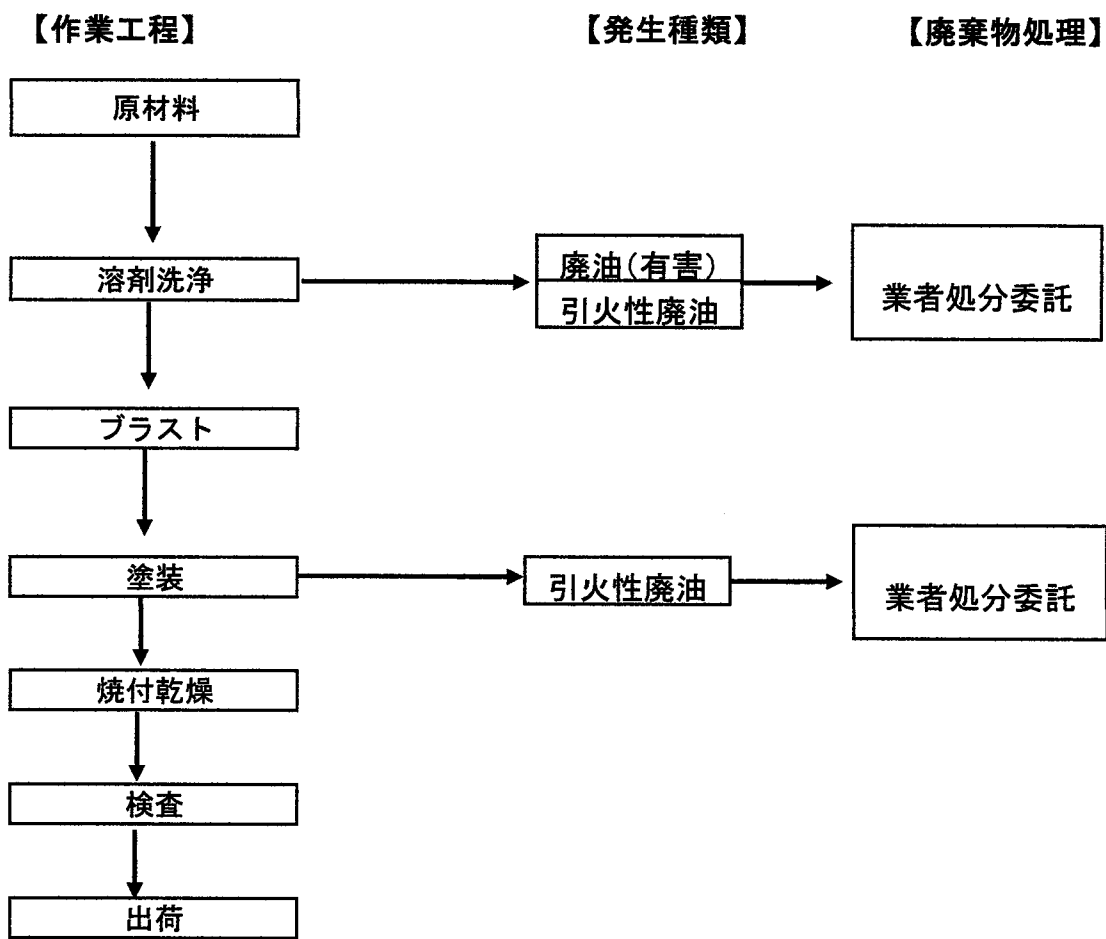 【作業工程】 【発生種類】 【廃棄物処理】
原材料
溶剤洗浄
廃油(有害)
引火性廃油
業者処分委託
ブラスト
塗装
引火性廃油
業者処分委託
焼付乾燥
検査
出荷